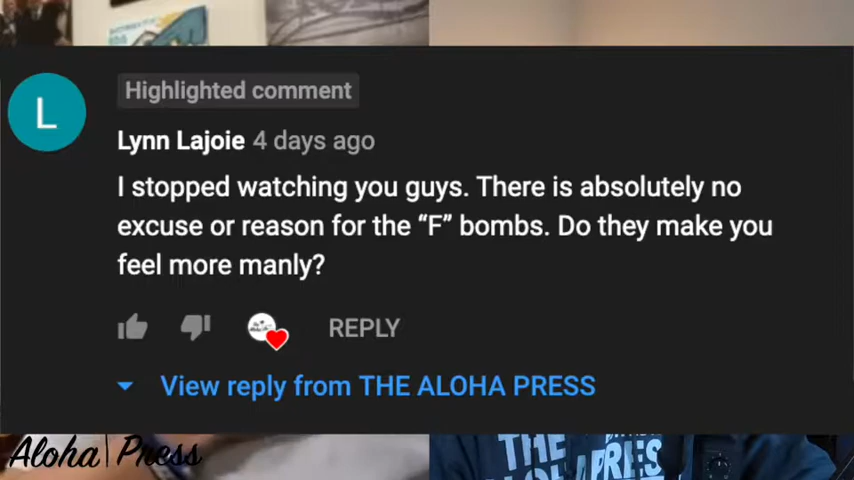 Highlighted comment
L
Lynn Lajoie 4 days ago
I stopped watching you guys. There is absolutely no
excuse or reason for the “F” bombs. Do they make you
feel more manly?
REPLY
View reply from THE ALOHA PRESS
Aloha | Press
THE